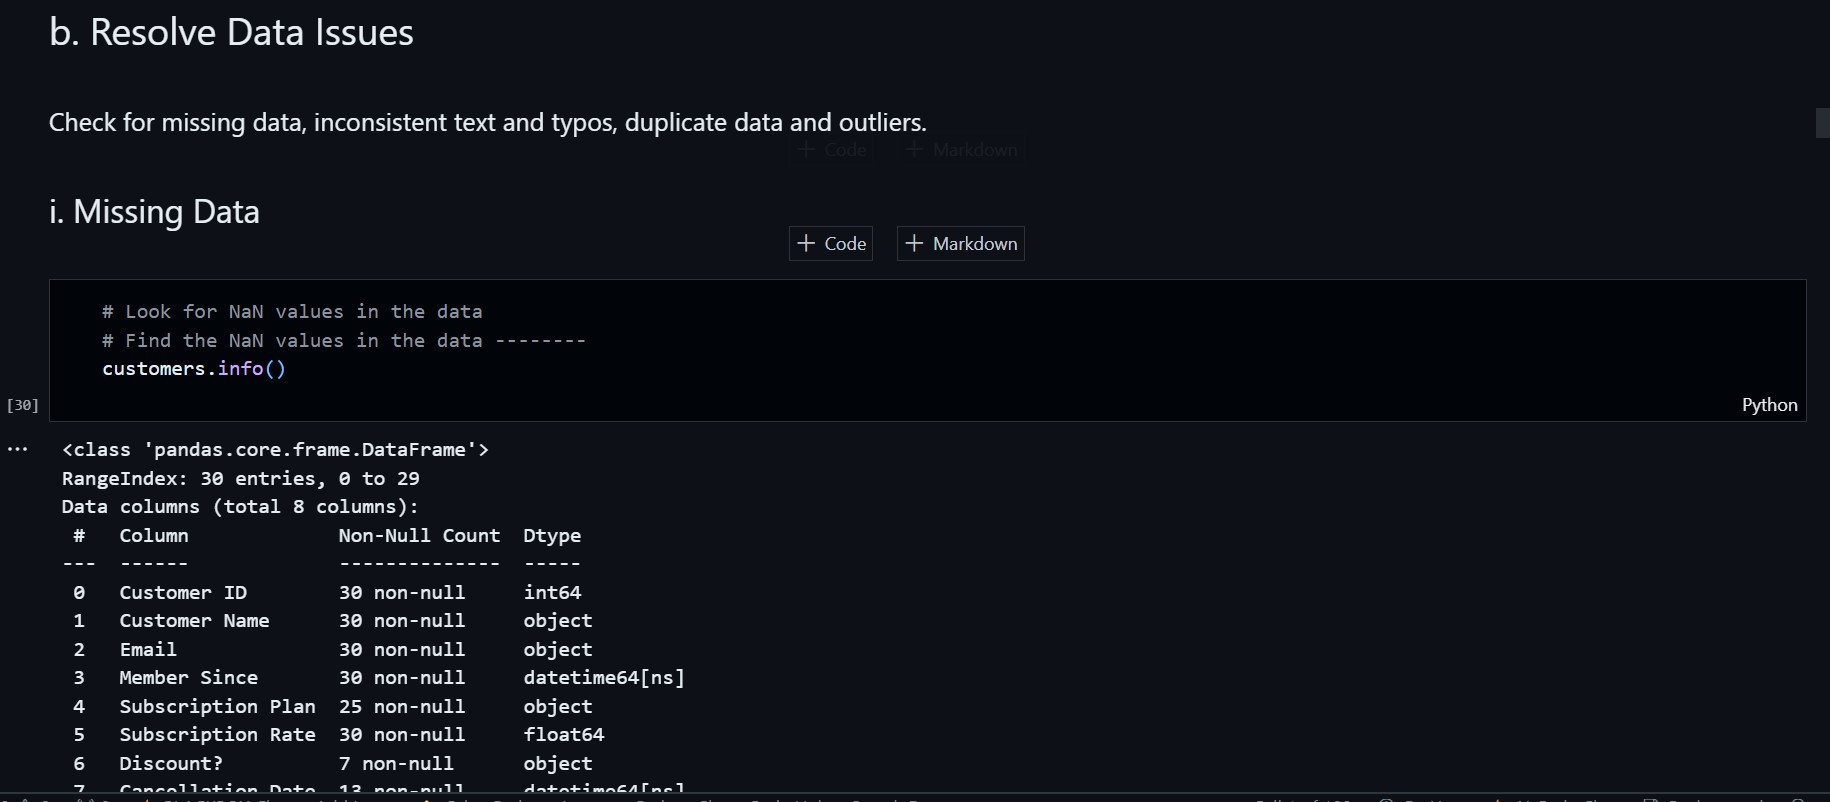 b. Resolve Data Issues
Check for missing data, inconsistent text and typos, duplicate data and outliers.
+ Code + Markdown
i. Missing Data
+ Code + Markdown
# Look for NaN values in the data
# Find the NaN values in the data --------
customers.info()
[30]
Python
...
<class 'pandas.core.frame.DataFrame'>
RangeIndex: 30 entries, 0 to 29
Data columns (total 8 columns):
# Column Non-Null Count Dtype
--- ------ -------------- -----
0 Customer ID 30 non-null int64
1 Customer Name 30 non-null object
2 Email 30 non-null object
3 Member Since 30 non-null datetime64[ns]
4 Subscription Plan 25 non-null object
5 Subscription Rate 30 non-null float64
6 Discount? 7 non-null object
7 Cancellation Date 13 non-null datetime64[ns]